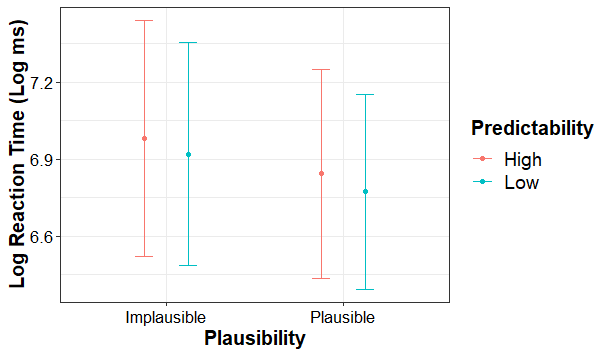 Log Reaction Time (Log ms)
7.2
6.9
6.6
Implausible
Plausible
Plausibility
Predictability
High
Low